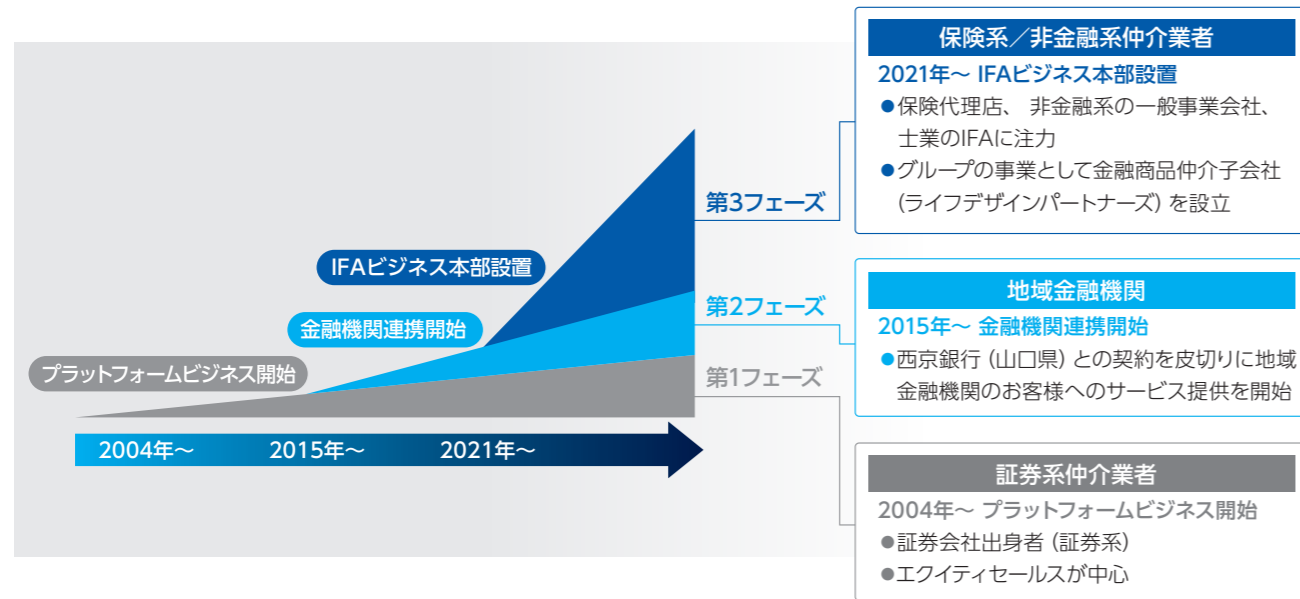 保険系／非金融系仲介業者
2021年～ IFAビジネス本部設置
●保険代理店、 非金融系の一般事業会社、
士業のIFAに注力
●グループの事業として金融商品仲介子会社
(ライフデザインパートナーズ) を設立
第3フェーズ
IFAビジネス本部設置
地域金融機関
2015年～ 金融機関連携開始
●西京銀行 (山口県) との契約を皮切りに地域
金融機関のお客様へのサービス提供を開始
第2フェーズ
金融機関連携開始
プラットフォームビジネス開始
第1フェーズ
2004年～
2015年～
2021年～
証券系仲介業者
2004年～ プラットフォームビジネス開始
●証券会社出身者 (証券系)
●エクイティセールスが中心